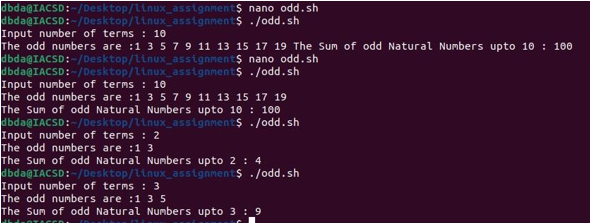 dbda@IACSD:~/Desktop/linux_assignment$ nano odd.sh
dbda@IACSD:~/Desktop/linux_assignment$ ./odd.sh
Input number of terms : 10
The odd numbers are :1 3 5 7 9 11 13 15 17 19 The Sum of odd Natural Numbers upto 10 : 100
dbda@IACSD:~/Desktop/linux_assignment$ nano odd.sh
dbda@IACSD:~/Desktop/linux_assignment$ ./odd.sh
Input number of terms : 10
The odd numbers are :1 3 5 7 9 11 13 15 17 19
The Sum of odd Natural Numbers upto 10 : 100
dbda@IACSD:~/Desktop/linux_assignment$ ./odd.sh
Input number of terms : 2
The odd numbers are :1 3
The Sum of odd Natural Numbers upto 2 : 4
dbda@IACSD:~/Desktop/linux_assignment$ ./odd.sh
Input number of terms : 3
The odd numbers are :1 3 5
The Sum of odd Natural Numbers upto 3 : 9
dbda@IACSD:~/Desktop/linux_assignment$